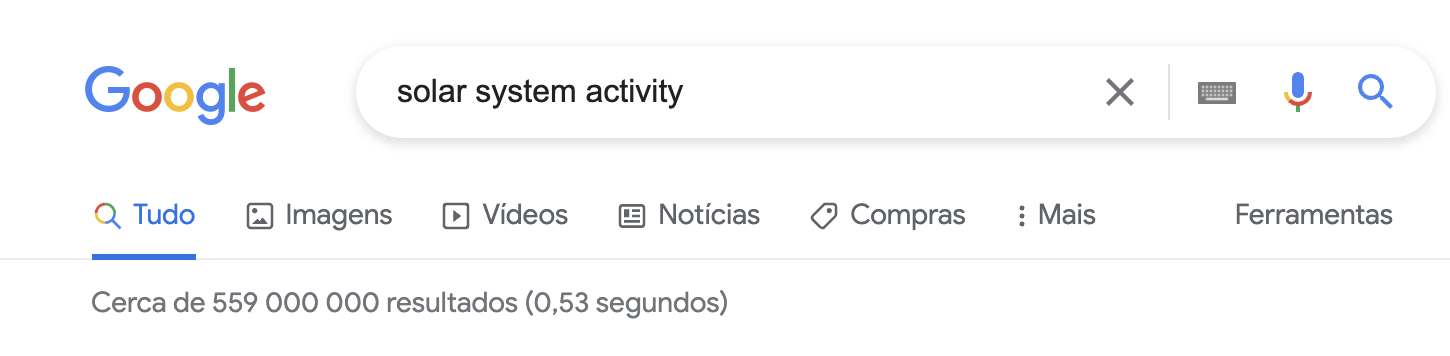 Google solar system activity
Tudo Imagens Vídeos Notícias Compras Mais Ferramentas
Cerca de 559 000 000 resultados (0,53 segundos)